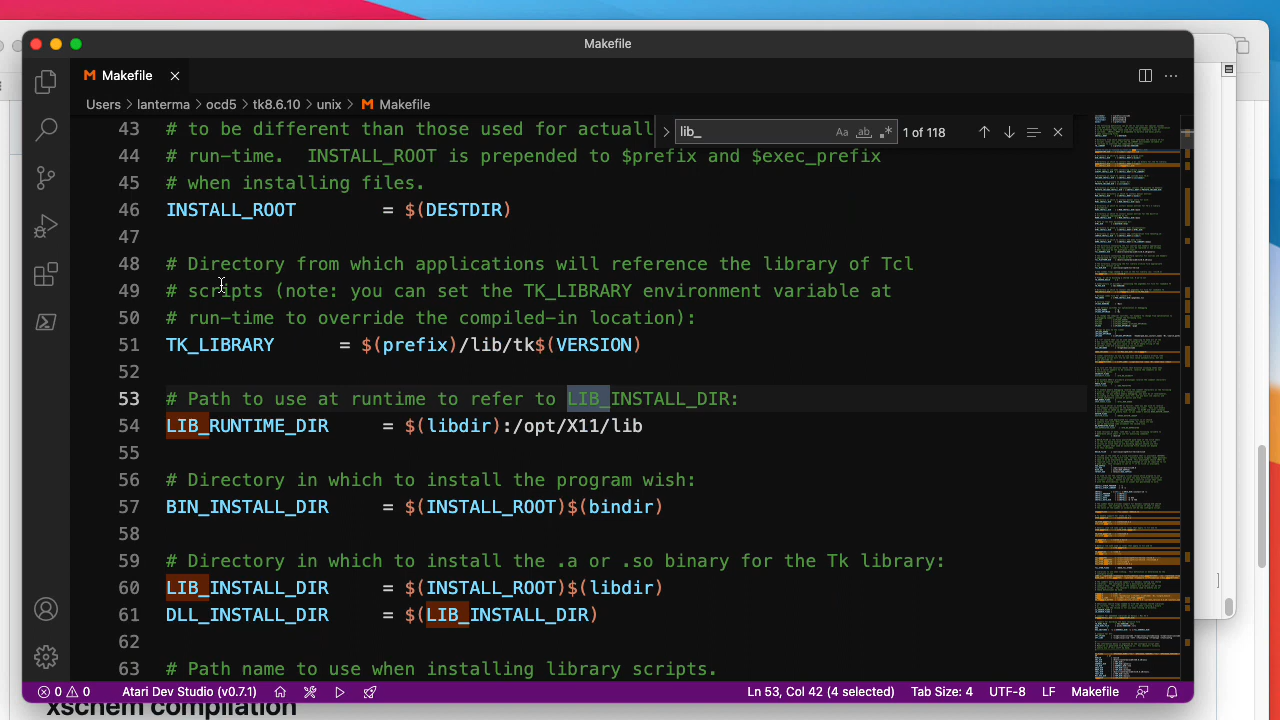 Makefile
Makefile
Users > lanterma > ocd5 > tk8.6.10 > unix > Makefile
lib_ Aa ab 1 of 118
43 # to be different than those used for actuall
44 # run-time.  INSTALL_ROOT is prepended to $prefix and $exec_prefix
45 # when installing files.
46 INSTALL_ROOT = $(DESTDIR)
47
48 # Directory from which applications will reference the library of Tcl
49 # scripts (note: you can set the TK_LIBRARY environment variable at
50 # run-time to override the compiled-in location):
51 TK_LIBRARY = $(prefix)/lib/tk$(VERSION)
52
53 # Path to use at runtime to refer to LIB_INSTALL_DIR:
54 LIB_RUNTIME_DIR = $(libdir):/opt/X11/lib
55
56 # Directory in which to install the program wish:
57 BIN_INSTALL_DIR = $(INSTALL_ROOT)$(bindir)
58
59 # Directory in which to install the .a or .so binary for the Tk library:
60 LIB_INSTALL_DIR = $(INSTALL_ROOT)$(libdir)
61 DLL_INSTALL_DIR = $(LIB_INSTALL_DIR)
62
63 # Path name to use when installing library scripts.
0 0 Atari Dev Studio (v0.7.1) Ln 53, Col 42 (4 selected) Tab Size: 4 UTF-8 LF Makefile
xschem compilation